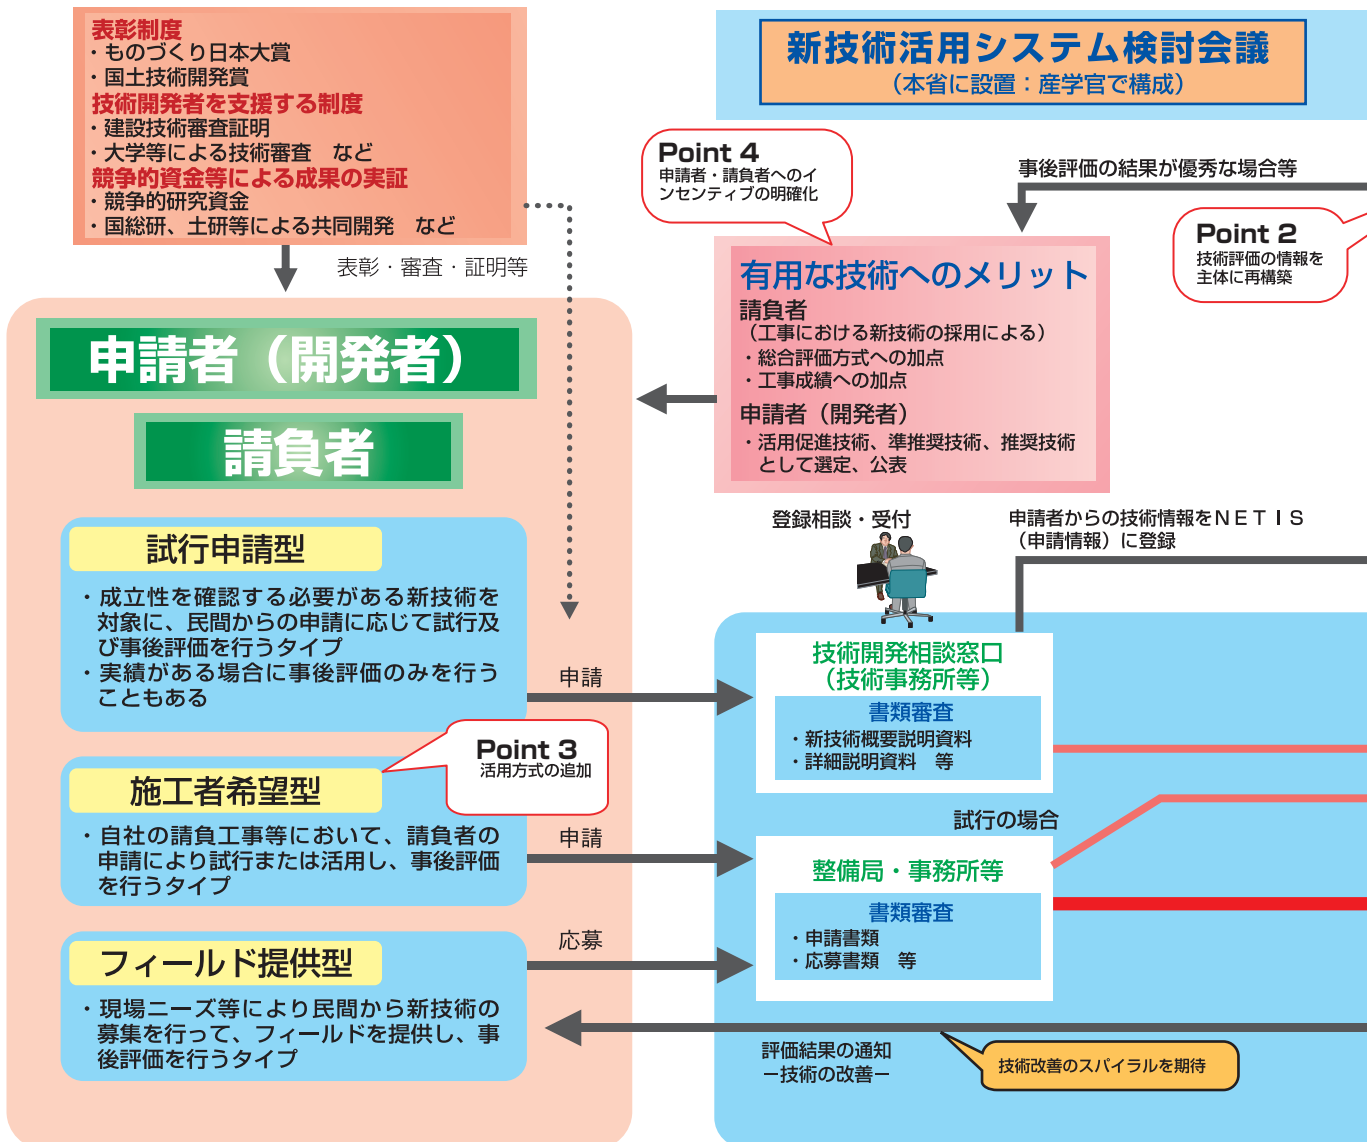 表彰制度
・ものづくり日本大賞
・国土技術開発賞
技術開発者を支援する制度
・建設技術審査証明
・大学等による技術審査　など
競争的資金等による成果の実証
・競争的研究資金
・国総研、土研等による共同開発　など
表彰・審査・証明等
新技術活用システム検討会議
（本省に設置：産学官で構成）
Point 4
申請者・請負者へのイ
ンセンティブの明確化
事後評価の結果が優秀な場合等
Point 2
技術評価の情報を
主体に再構築
有用な技術へのメリット
請負者
（工事における新技術の採用による）
・総合評価方式への加点
・工事成績への加点
申請者（開発者）
・活用促進技術、準推奨技術、推奨技術
として選定、公表
申請者（開発者）
請負者
試行申請型
・成立性を確認する必要がある新技術を
対象に、民間からの申請に応じて試行及
び事後評価を行うタイプ
・実績がある場合に事後評価のみを行う
こともある
申請
Point 3
活用方式の追加
施工者希望型
・自社の請負工事等において、請負者の
申請により試行または活用し、事後評価
を行うタイプ
申請
フィールド提供型
・現場ニーズ等により民間から新技術の
募集を行って、フィールドを提供し、事
後評価を行うタイプ
応募
登録相談・受付
申請者からの技術情報をＮＥＴＩＳ
（申請情報）に登録
技術開発相談窓口
（技術事務所等）
書類審査
・新技術概要説明資料
・詳細説明資料　等
試行の場合
整備局・事務所等
書類審査
・申請書類
・応募書類　等
評価結果の通知
－技術の改善－
技術改善のスパイラルを期待